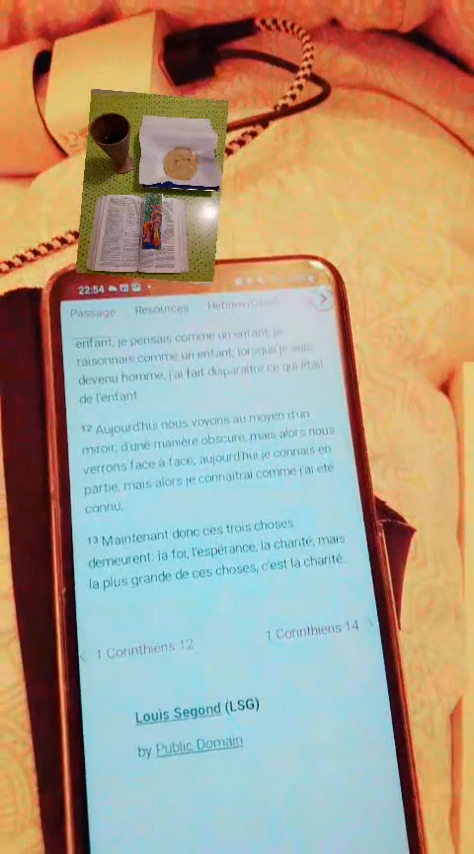 22:54
Passage Resources Hebrew/Greek
enfant, je pensais comme un enfant, je
raisonnais comme un enfant; lorsque je suis
devenu homme, j'ai fait disparaître ce qui était
de l'enfant
12 Aujourd'hui nous voyons au moyen d'un
miroir, d'une manière obscure, mais alors nous
verrons face à face; aujourd'hui je connais en
partie, mais alors je connaîtrai comme j'ai été
connu.
13 Maintenant donc ces trois choses
demeurent: la foi, l'espérance, la charité; mais
la plus grande de ces choses, c'est la charité.
1 Corinthiens 12 1 Corinthiens 14
Louis Segond (LSG)
by Public Domain